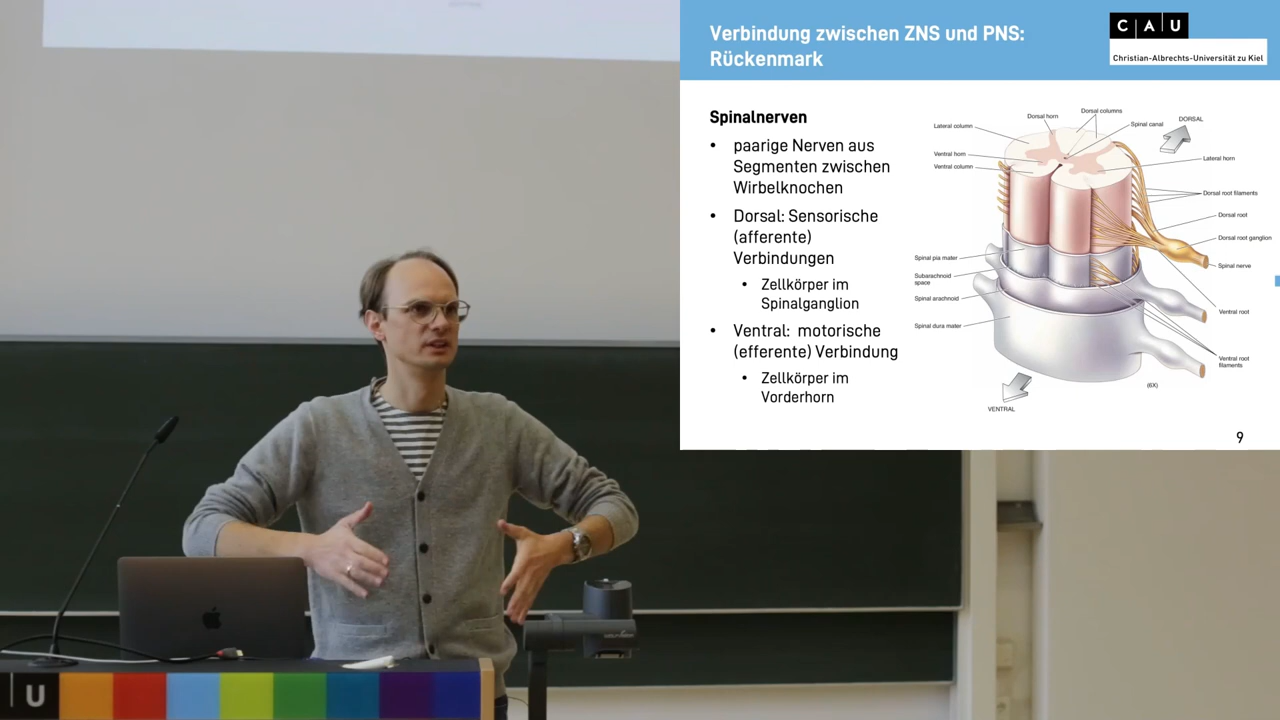 Verbindung zwischen ZNS und PNS:
Rückenmark
C A U
Christian-Albrechts-Universität zu Kiel
Spinalnerven
• paarige Nerven aus
Segmenten zwischen
Wirbelknochen
• Dorsal: Sensorische
(afferente)
Verbindungen
• Zellkörper im
Spinalganglion
• Ventral: motorische
(efferente) Verbindung
• Zellkörper im
Vorderhorn
Dorsal columns
Dorsal horn
DORSAL
Lateral column
Spinal canal
Ventral horn
Lateral horn
Ventral column
Dorsal root filaments
Dorsal root
Dorsal root ganglion
Spinal pia mater
Spinal nerve
Subarachnoid
space
Spinal arachnoid
Ventral root
Spinal dura mater
Ventral root
filaments
(6X)
VENTRAL
9
U